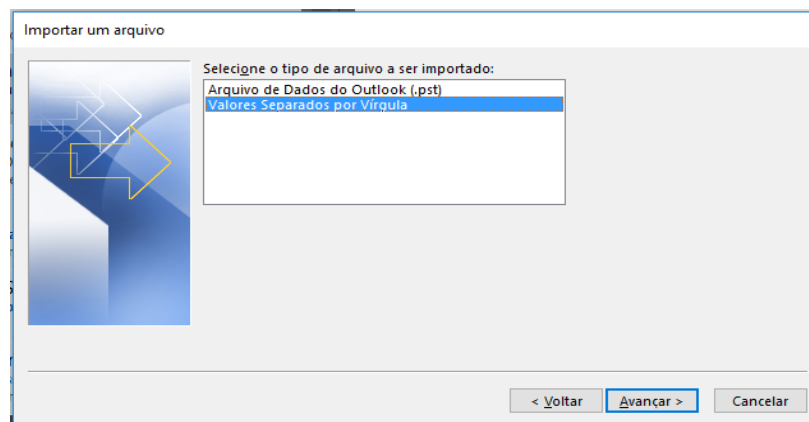 Importar um arquivo
Selecione o tipo de arquivo a ser importado:
Arquivo de Dados do Outlook (.pst)
Valores Separados por Vírgula
< Voltar
Avançar >
Cancelar